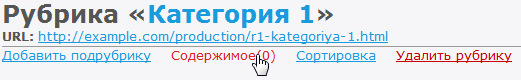 Рубрика «Категория 1»
URL: http://example.com/production/r1-kategoriya-1.html
Добавить подрубрику Содержимое(0) Сортировка Удалить рубрику